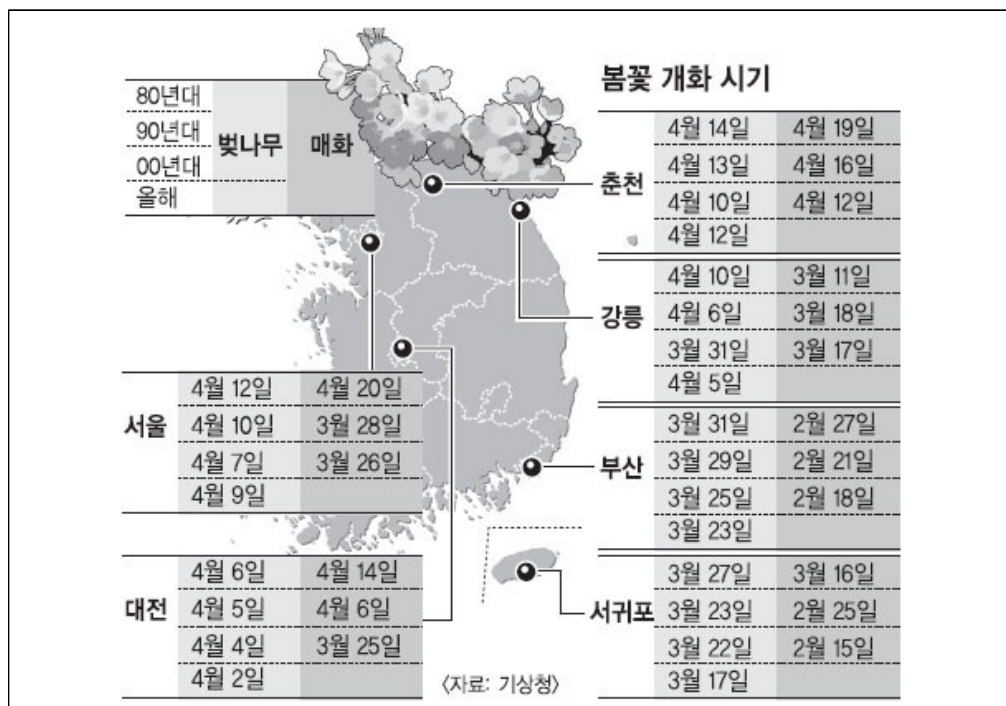 봄꽃 개화 시기
80년대
90년대
00년대
올해
벚나무 매화
춘천
4월 14일 4월 19일
4월 13일 4월 16일
4월 10일 4월 12일
4월 12일
강릉
4월 10일 3월 11일
4월 6일 3월 18일
3월 31일 3월 17일
4월 5일
서울
4월 12일 4월 20일
4월 10일 3월 28일
4월 7일 3월 26일
4월 9일
부산
3월 31일 2월 27일
3월 29일 2월 21일
3월 25일 2월 18일
3월 23일
대전
4월 6일 4월 14일
4월 5일 4월 6일
4월 4일 3월 25일
4월 2일
서귀포
3월 27일 3월 16일
3월 23일 2월 25일
3월 22일 2월 15일
3월 17일
〈자료: 기상청〉